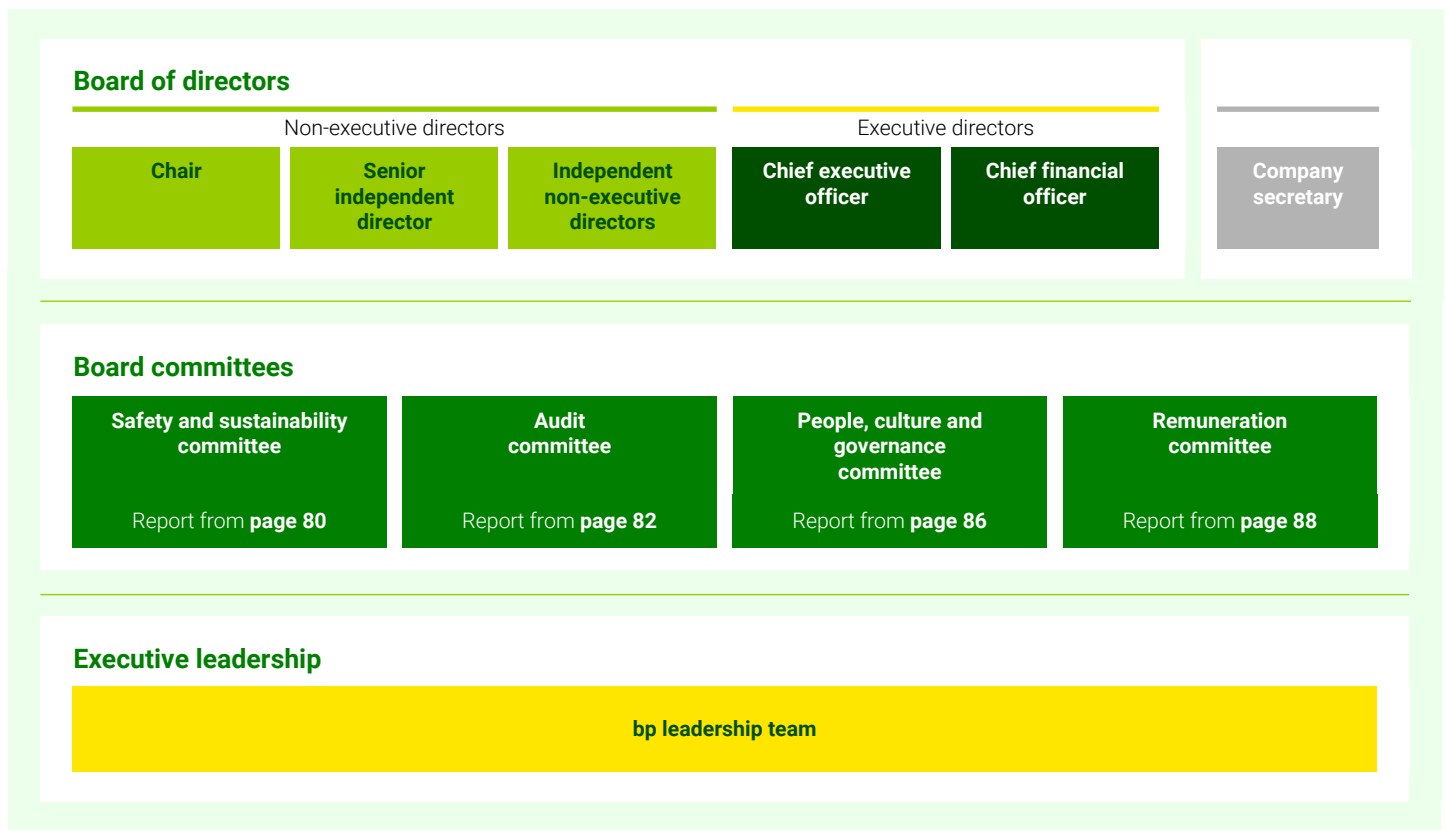 Board of directors
Non-executive directors
Executive directors
Chair
Senior
independent
director
Independent
non-executive
directors
Chief executive
officer
Chief financial
officer
Company
secretary
Board committees
Safety and sustainability
committee
Report from page 80
Audit
committee
Report from page 82
People, culture and
governance
committee
Report from page 86
Remuneration
committee
Report from page 88
Executive leadership
bp leadership team